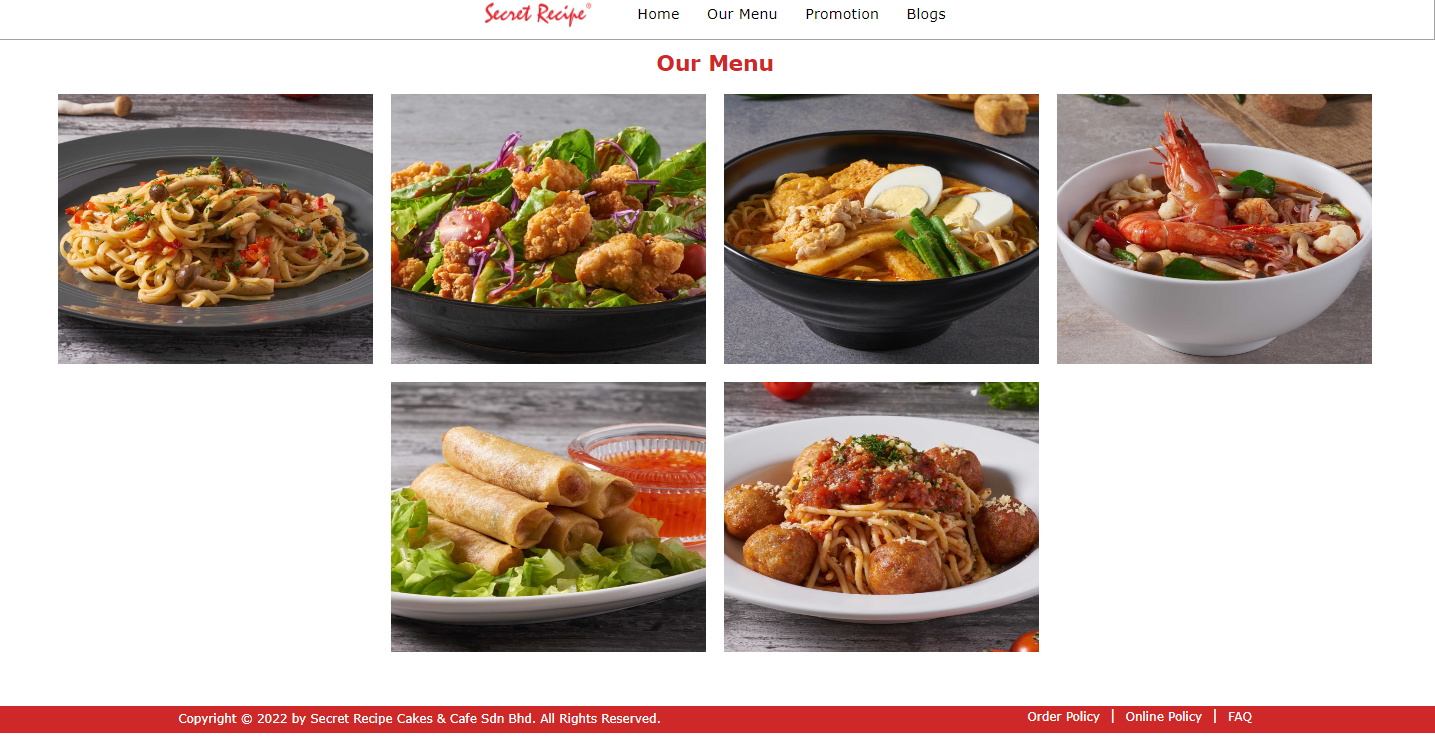 Secret Recipe® Home Our Menu Promotion Blogs
Our Menu
Copyright © 2022 by Secret Recipe Cakes & Cafe Sdn Bhd. All Rights Reserved. Order Policy | Online Policy | FAQ